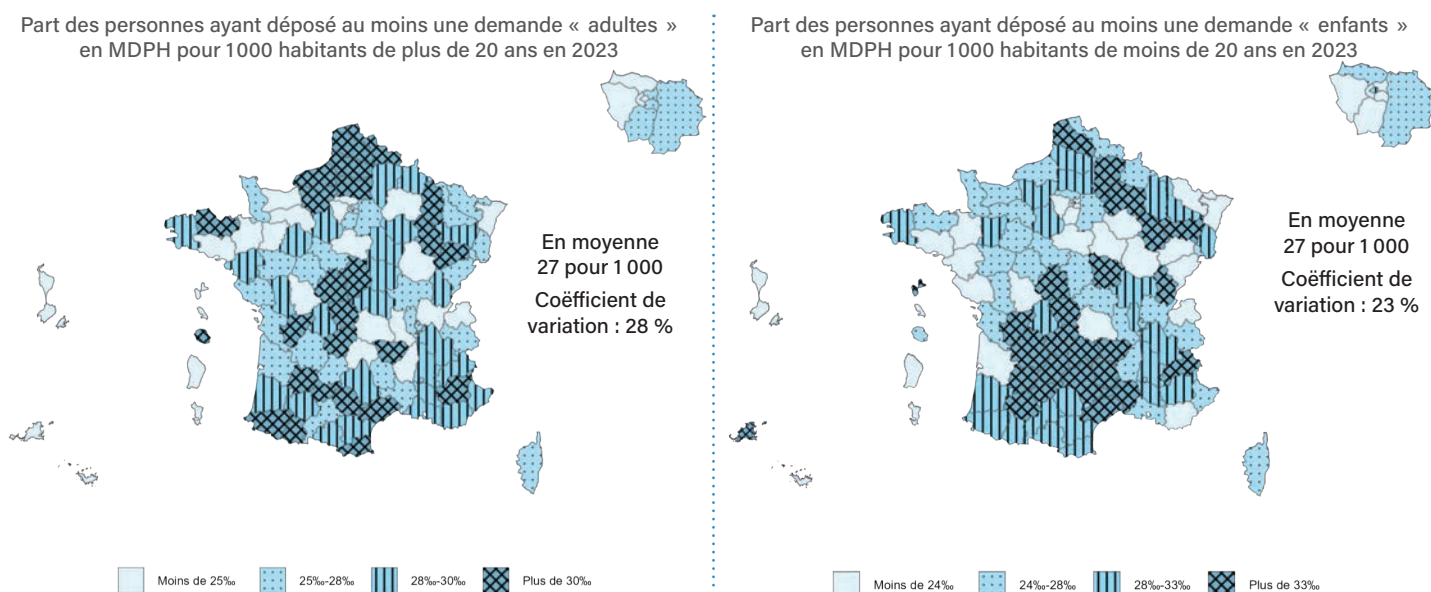 Part des personnes ayant déposé au moins une demande « adultes »
en MDPH pour 1000 habitants de plus de 20 ans en 2023
En moyenne
27 pour 1 000
Coëfficient de
variation : 28 %
Moins de 25‰
25‰-28‰
28‰-30‰
Plus de 30‰
Part des personnes ayant déposé au moins une demande « enfants »
en MDPH pour 1000 habitants de moins de 20 ans en 2023
En moyenne
27 pour 1 000
Coëfficient de
variation : 23 %
Moins de 24‰
24‰-28‰
28‰-33‰
Plus de 33‰